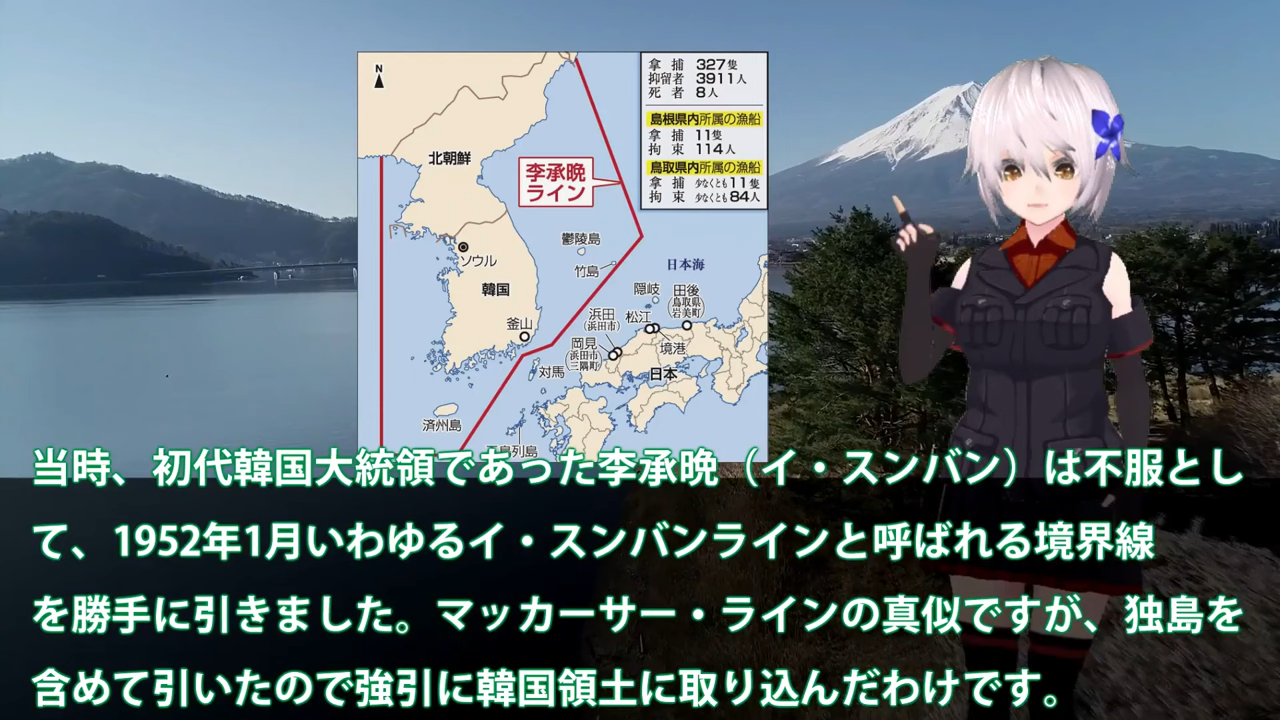 N
北朝鮮
李承晩
ライン
ソウル
韓国
鬱陵島
竹島
日本海
釜山
隠岐
田後
(鳥取県
岩美町)
浜田
(浜田市)
松江
岡見
(浜田市
三隅町)
境港
対馬
日本
済州島
島列島
拿捕 327隻
抑留者 3911人
死者 8人
島根県内所属の漁船
拿捕 11隻
拘束 114人
鳥取県内所属の漁船
拿捕 少なくとも11隻
拘束 少なくとも84人
当時、初代韓国大統領であった李承晩（イ・スンバン）は不服とし
て、1952年1月いわゆるイ・スンバンラインと呼ばれる境界線
を勝手に引きました。マッカーサー・ラインの真似ですが、独島を
含めて引いたので強引に韓国領土に取り込んだわけです。